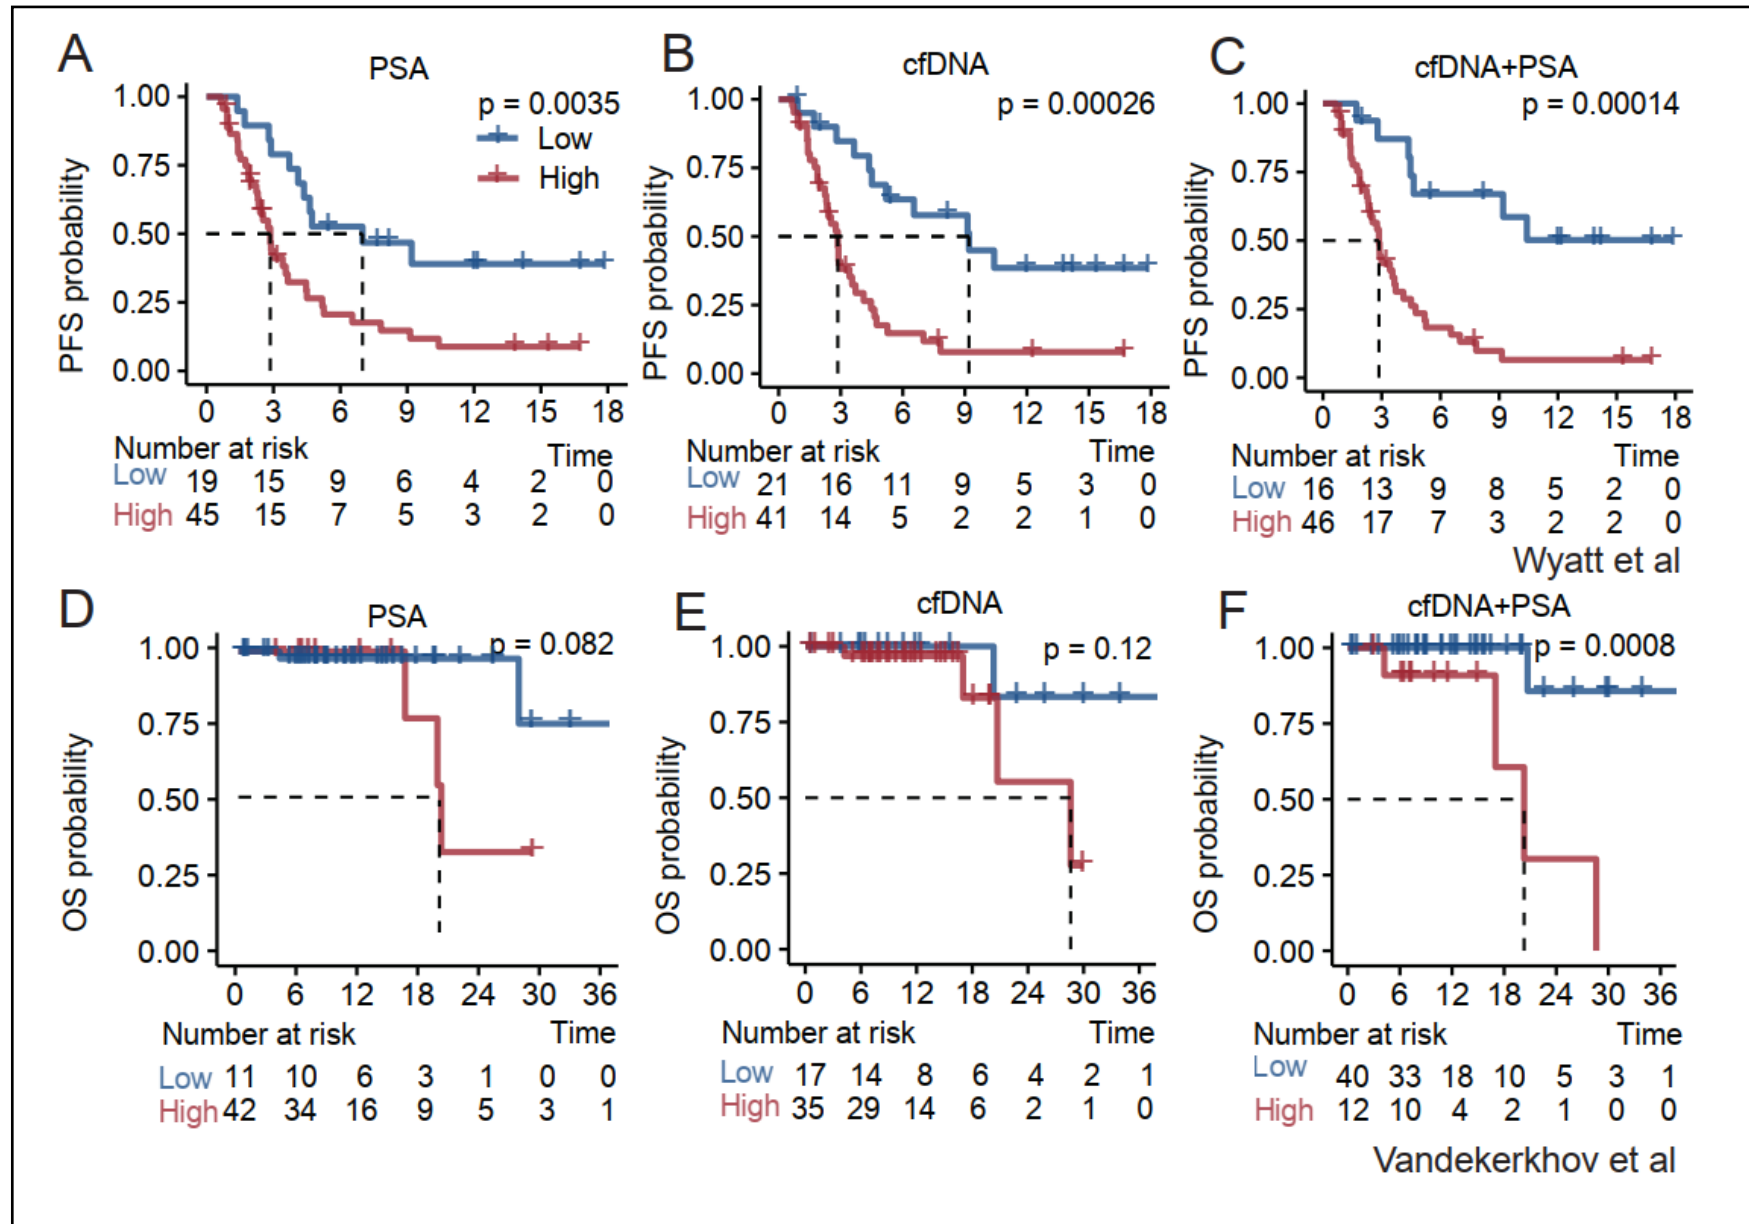 A
PSA
p = 0.0035
Low
High
PFS probability
1.00
0.75
0.50
0.25
0.00
0 3 6 9 12 15 18
Number at risk Time
Low 19 15 9 6 4 2 0
High 45 15 7 5 3 2 0
B
cfDNA
p = 0.00026
PFS probability
1.00
0.75
0.50
0.25
0.00
0 3 6 9 12 15 18
Number at risk Time
Low 21 16 11 9 5 3 0
High 41 14 5 2 2 1 0
C
cfDNA+PSA
p = 0.00014
PFS probability
1.00
0.75
0.50
0.25
0.00
0 3 6 9 12 15 18
Number at risk Time
Low 16 13 9 8 5 2 0
High 46 17 7 3 2 2 0
Wyatt et al
D
PSA
p = 0.082
OS probability
1.00
0.75
0.50
0.25
0.00
0 6 12 18 24 30 36
Number at risk Time
Low 11 10 6 3 1 0 0
High 42 34 16 9 5 3 1
E
cfDNA
p = 0.12
OS probability
1.00
0.75
0.50
0.25
0.00
0 6 12 18 24 30 36
Number at risk Time
Low 17 14 8 6 4 2 1
High 35 29 14 6 2 1 0
F
cfDNA+PSA
p = 0.0008
OS probability
1.00
0.75
0.50
0.25
0.00
0 6 12 18 24 30 36
Number at risk Time
Low 40 33 18 10 5 3 1
High 12 10 4 2 1 0 0
Vandekerkhov et al